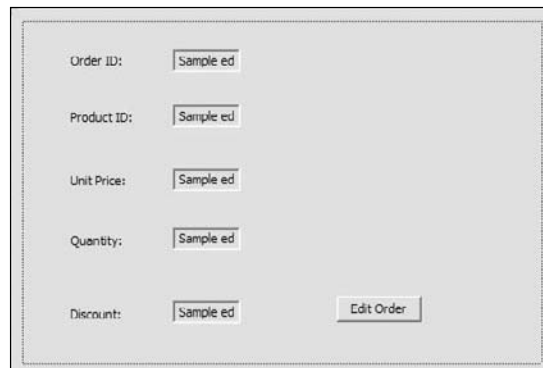 Order ID: Sample ed
Product ID: Sample ed
Unit Price: Sample ed
Quantity: Sample ed
Discount: Sample ed Edit Order